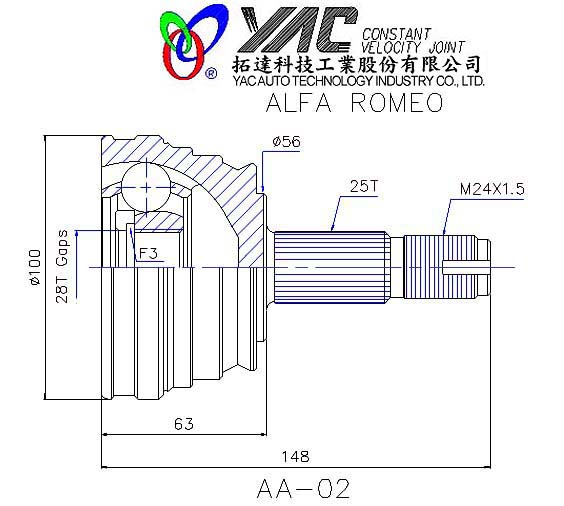 YAC CONSTANT
VELOCITY JOINT
®
拓達科技工業股份有限公司
YAC AUTO TECHNOLOGY INDUSTRY CO., LTD.
ALFA ROMEO
ø56
25T
M24X1.5
F3
28T Gaps
ø100
63
148
AA-02